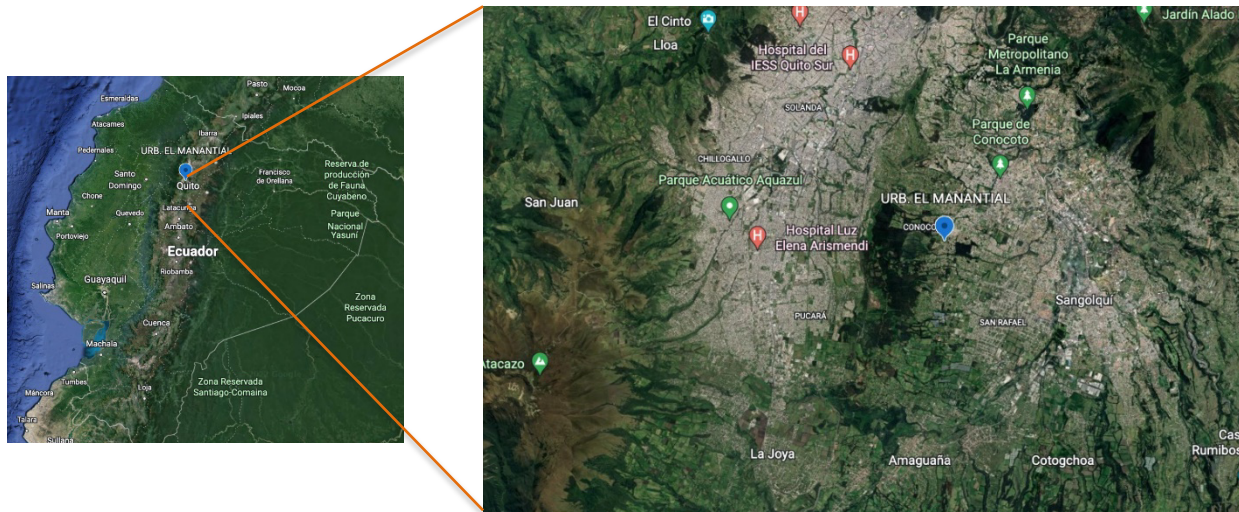 Pasto
Mocoa
Esmeraldas
Ipiales
Atacames
Ibarra
Pedernales
URB. EL MANANTIAL
Reserva de
producción
de Fauna
Cuyabeno
Santo
Domingo
Quito
Francisco
de Orellana
Chone
Latacunga
Manta
Quevedo
Parque
Nacional
Yasuní
Portoviejo
Ambato
Ecuador
Riobamba
Guayaquil
Salinas
Zona
Reservada
Pucacuro
Cuenca
Machala
Tumbes
Loja
Zona Reservada
Santiago-Comaina
Máncora
Talara
Sullana
El Cinto
Lloa
Jardín Alado
Hospital del
IESS Quito Sur
Parque
Metropolitano
La Armenia
SOLANDA
Parque de
Conocoto
CHILLOGALLO
Parque Acuático Aquazul
San Juan
URB. EL MANANTIAL
CONOCO
Hospital Luz
Elena Arismendi
Sangolquí
PUCARÁ
SAN RAFAEL
Atacazo
La Joya
Amaguaña
Cotogchoa
Cas
Rumibos